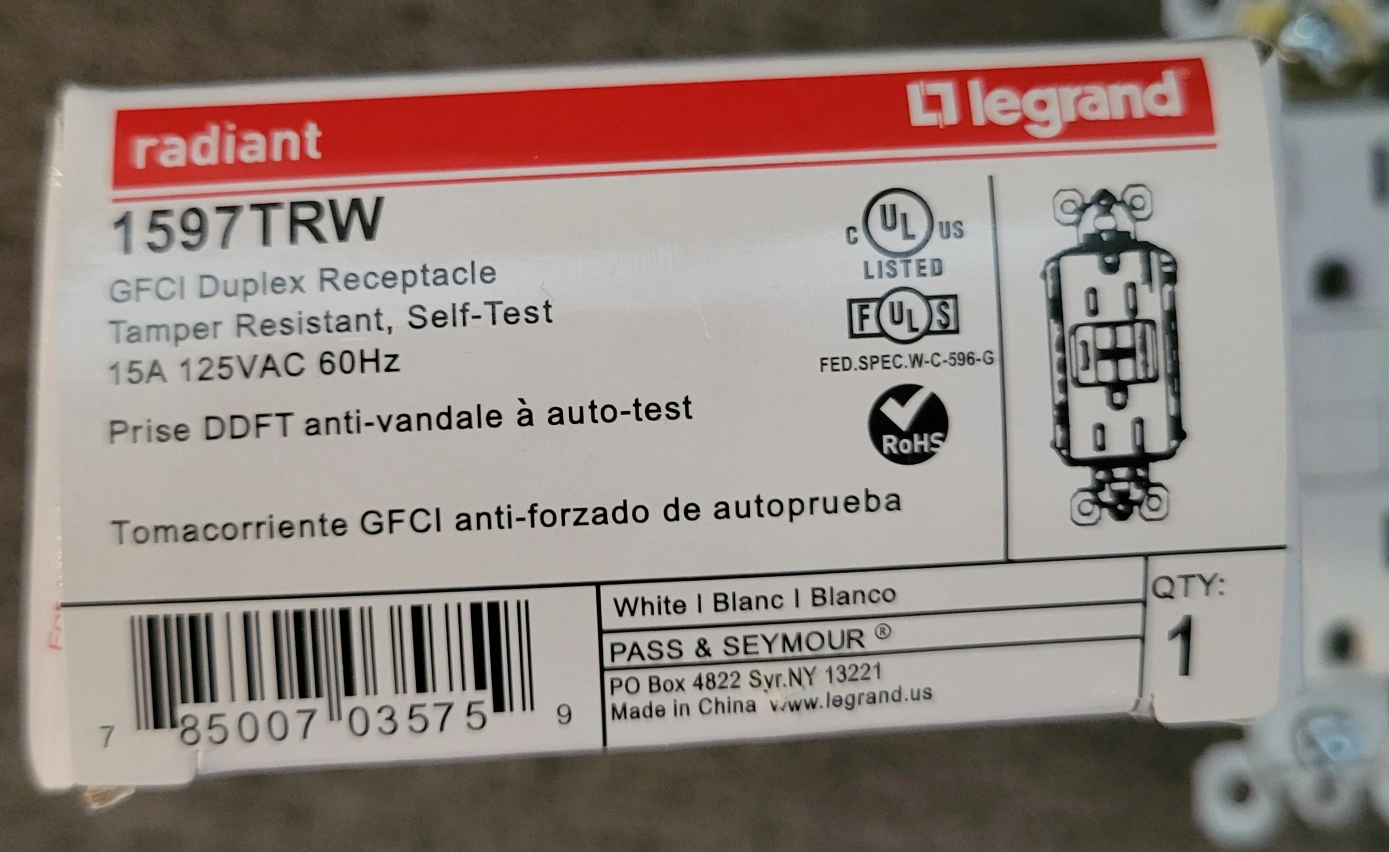 radiant
legrand
1597TRW
GFCI Duplex Receptacle
Tamper Resistant, Self-Test
15A 125VAC 60Hz
Prise DDFT anti-vandale à auto-test
Tomacorriente GFCI anti-forzado de autoprueba
C UL US
LISTED
F UL S
FED.SPEC.W-C-596-G
RoHS
7 85007 03575 9
White | Blanc | Blanco
PASS & SEYMOUR ®
PO Box 4822 Syr.NY 13221
Made in China www.legrand.us
QTY:
1